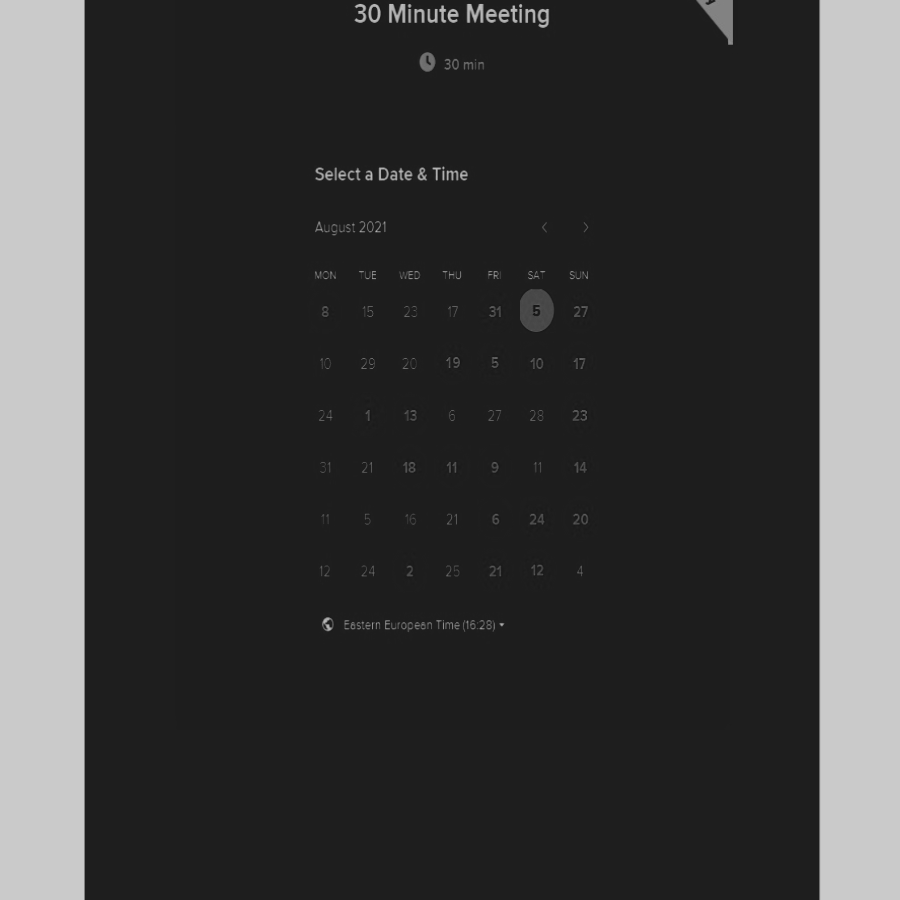 30 Minute Meeting
30 min
Select a Date & Time
August 2021
MON TUE WED THU FRI SAT SUN
8 15 23 17 31 5 27
10 29 20 19 5 10 17
24 1 13 6 27 28 23
31 21 18 11 9 11 14
11 5 16 21 6 24 20
12 24 2 25 21 12 4
Eastern European Time (16:28)